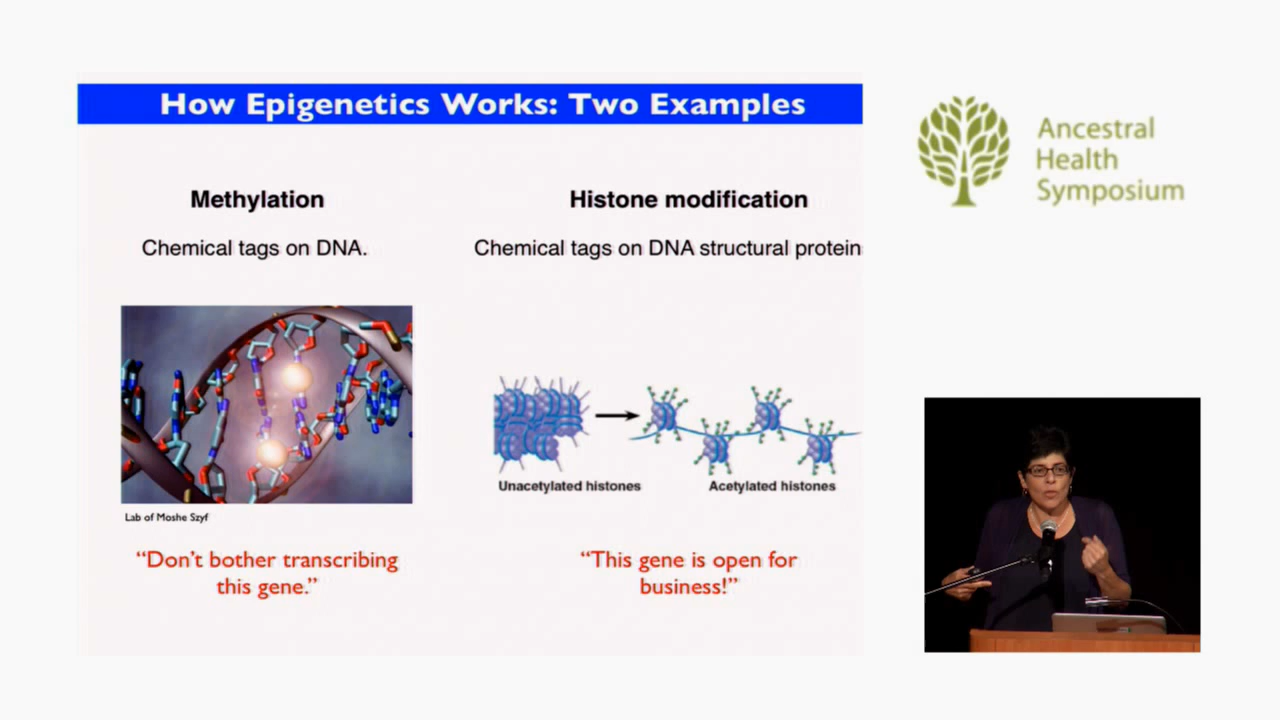 How Epigenetics Works: Two Examples
Ancestral
Health
Symposium
Methylation
Histone modification
Chemical tags on DNA.
Chemical tags on DNA structural protein
Unacetylated histones
Acetylated histones
Lab of Moshe Szyf
“Don’t bother transcribing
this gene.”
“This gene is open for
business!”